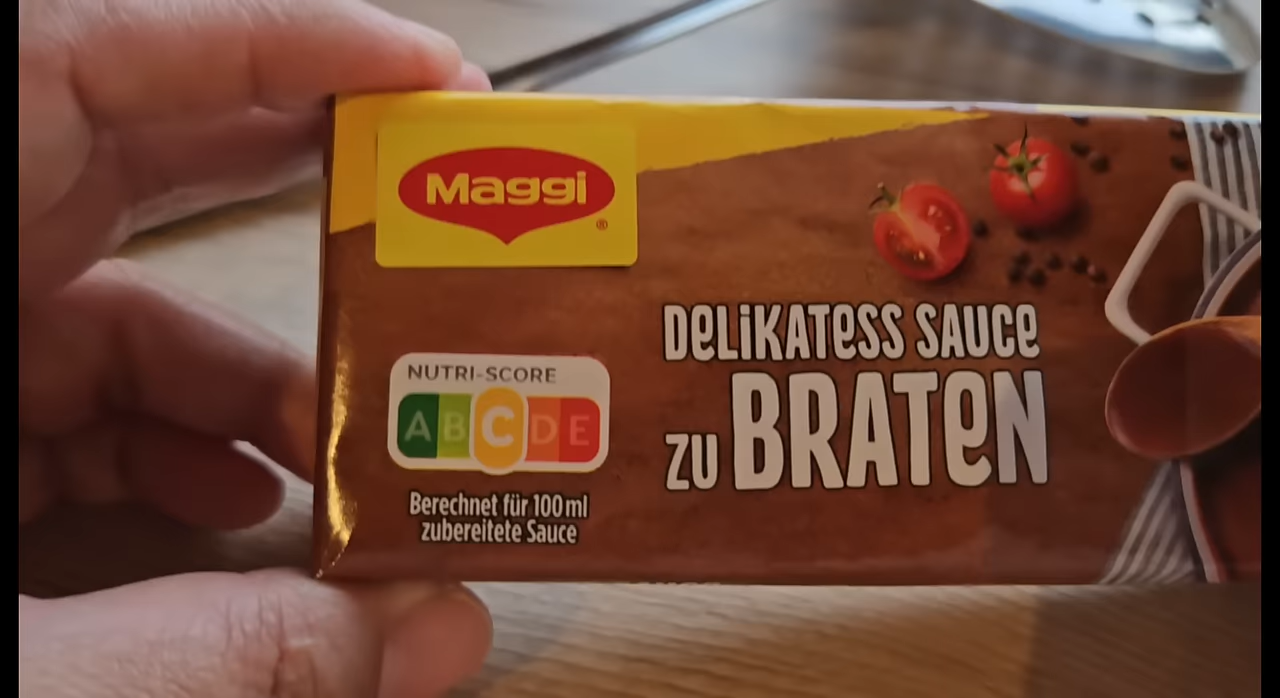 Maggi
®
DELiKATeSS SAUce
zu BRATeN
NUTRI-SCORE
A B C D E
Berechnet für 100 ml
zubereitete Sauce